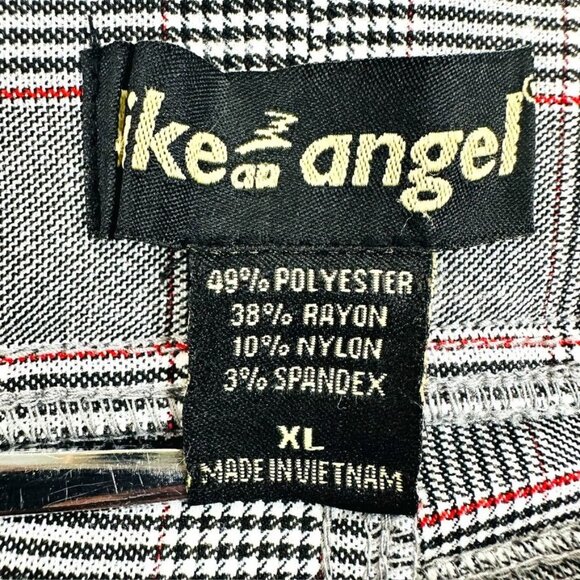 ike an angel
49% POLYESTER
38% RAYON
10% NYLON
3% SPANDEX
XL
MADE IN VIETNAM